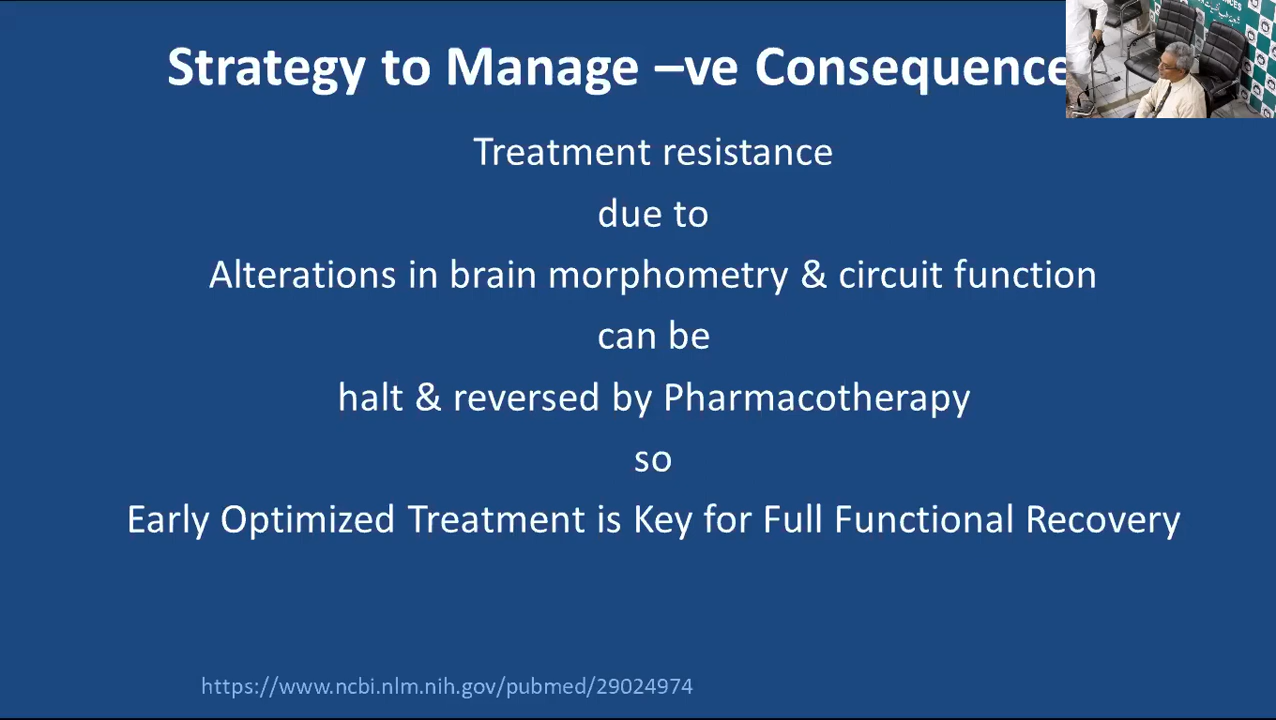 Strategy to Manage –ve Consequence
Treatment resistance
due to
Alterations in brain morphometry & circuit function
can be
halt & reversed by Pharmacotherapy
so
Early Optimized Treatment is Key for Full Functional Recovery
https://www.ncbi.nlm.nih.gov/pubmed/29024974